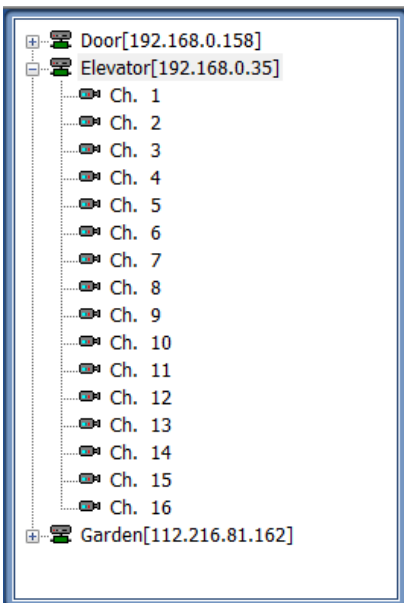 Door[192.168.0.158]
Elevator[192.168.0.35]
Ch. 1
Ch. 2
Ch. 3
Ch. 4
Ch. 5
Ch. 6
Ch. 7
Ch. 8
Ch. 9
Ch. 10
Ch. 11
Ch. 12
Ch. 13
Ch. 14
Ch. 15
Ch. 16
Garden[112.216.81.162]